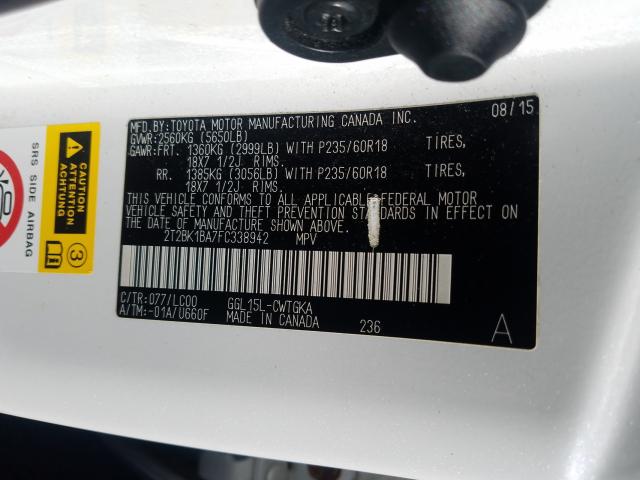 MFD.BY:TOYOTA MOTOR MANUFACTURING CANADA INC. 08/15
GVWR:2560KG (5650LB)
GAWR:FRT. 1360KG (2999LB) WITH P235/60R18 TIRES,
18X7 1/2J RIMS.
RR. 1385KG (3056LB) WITH P235/60R18 TIRES,
18X7 1/2J RIMS.
THIS VEHICLE CONFORMS TO ALL APPLICABLE FEDERAL MOTOR
VEHICLE SAFETY AND THEFT PREVENTION STANDARDS IN EFFECT ON
THE DATE OF MANUFACTURE SHOWN ABOVE.
2T2BK1BA7FC338942 MPV
C/TR:077/LC00 GGL15L-CWTGKA
A/TM:-01A/U660F MADE IN CANADA 236 A
SRS SIDE AIRBAG
CAUTION
ATTENTION
ACHTUNG
3